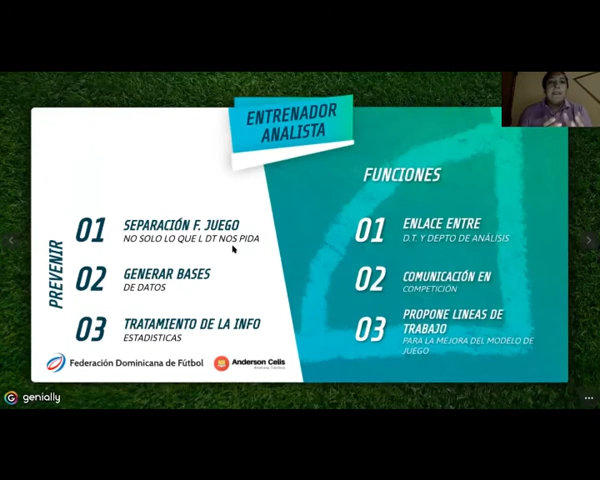 ENTRENADOR
ANALISTA
PREVENIR
01
SEPARACIÓN F. JUEGO
NO SOLO LO QUE L DT NOS PIDA
02
GENERAR BASES
DE DATOS
03
TRATAMIENTO DE LA INFO
ESTADISTICAS
Federación Dominicana de Fútbol
Anderson Celis
Analista Táctico
FUNCIONES
01
ENLACE ENTRE
D.T. Y DEPTO DE ANÁLISIS
02
COMUNICACIÓN EN
COMPETICIÓN
03
PROPONE LINEAS DE
TRABAJO
PARA LA MEJORA DEL MODELO DE
JUEGO
genially